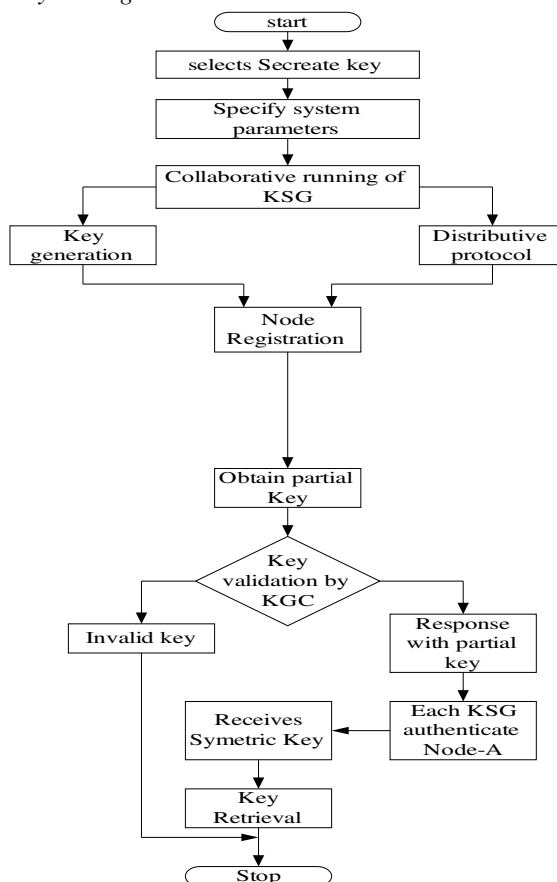 start
selects Secreate key
Specify system
parameters
Collaborative running of
KSG
Key
generation
Distributive
protocol
Node
Registration
Obtain partial
Key
Key
validation by
KGC
Invalid key
Response
with partial
key
Each KSG
authenticate
Node-A
Receives
Symetric Key
Key
Retrieval
Stop